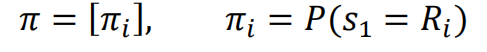 π = [πᵢ],  πᵢ = P(s₁ = Rᵢ)